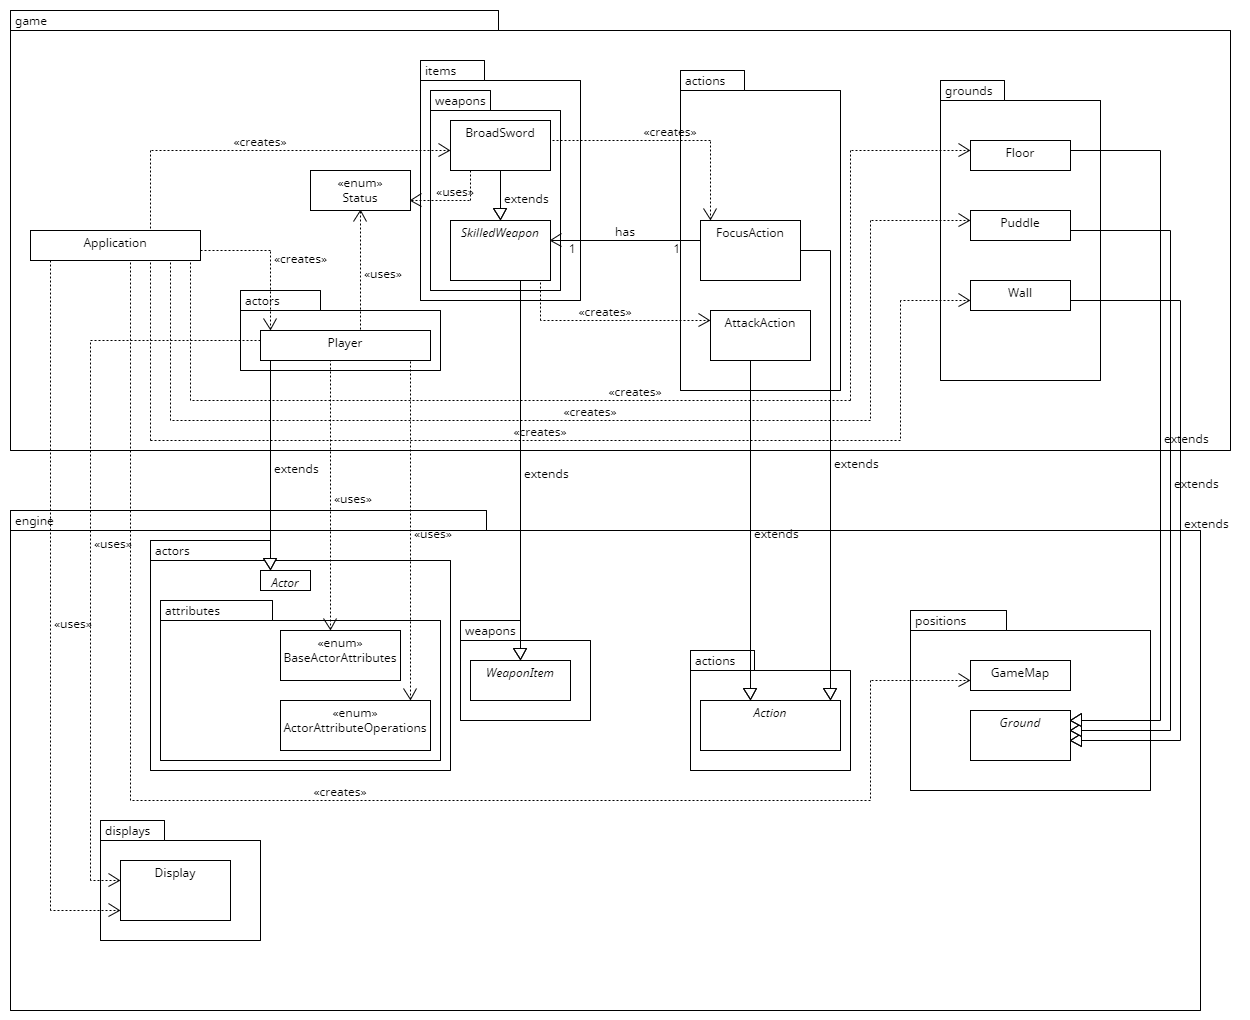 game
items
actions
grounds
weapons
BroadSword
«creates»
«creates»
Floor
«enum»
Status
«uses»
extends
SkilledWeapon
has
1
1
FocusAction
Puddle
Application
«creates»
«uses»
actors
Wall
«creates»
AttackAction
Player
«creates»
«creates»
«creates»
extends
extends
extends
extends
extends
«uses»
engine
extends
«uses»
extends
«uses»
actors
Actor
attributes
«uses»
positions
weapons
«enum»
BaseActorAttributes
actions
WeaponItem
GameMap
«enum»
ActorAttributeOperations
Action
Ground
«creates»
displays
Display